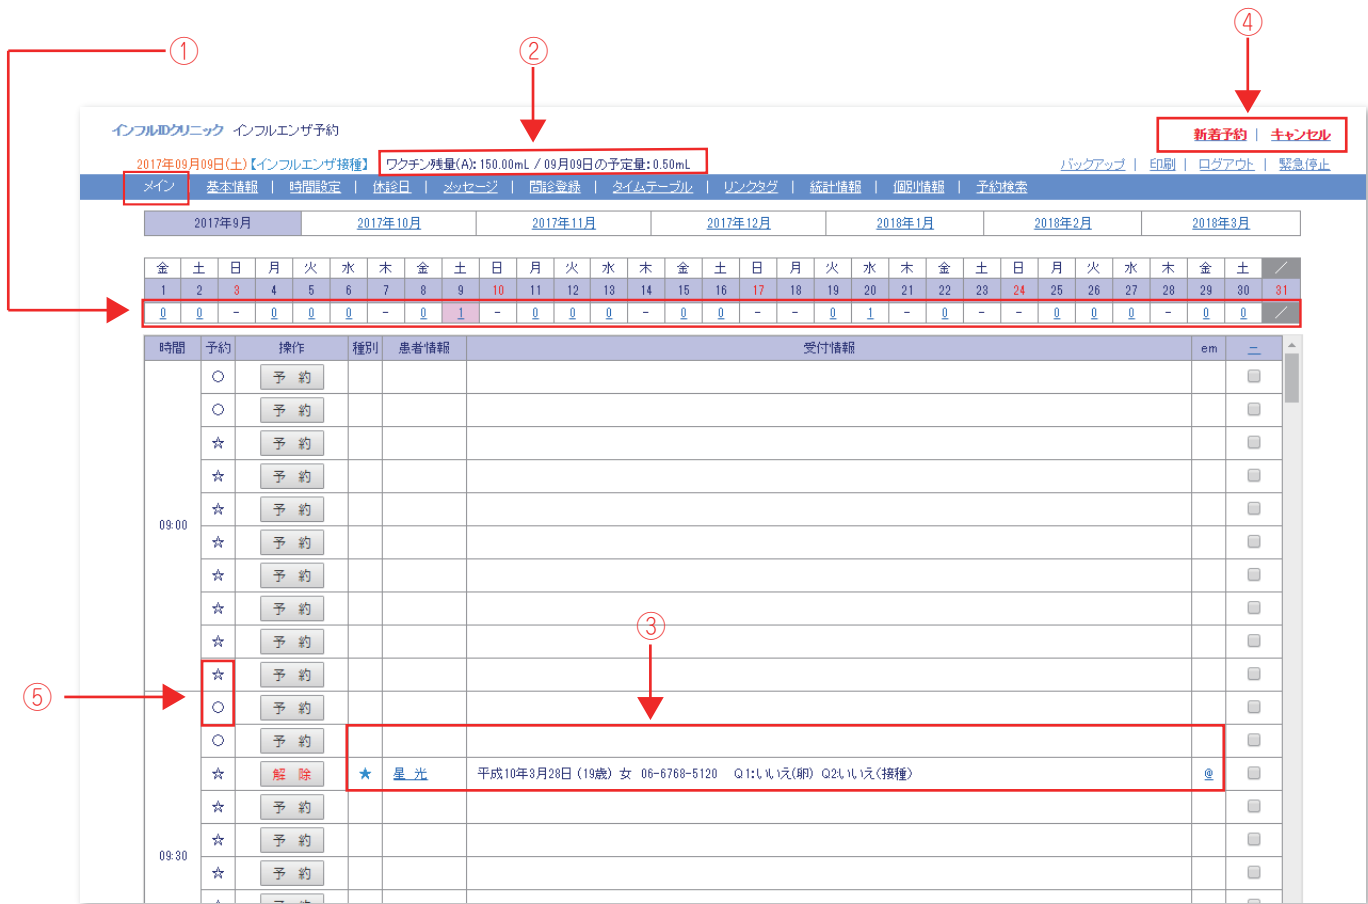 ① ② ④
インフルIDクリニック インフルエンザ予約
新着予約 | キャンセル
2017年09月09日(土)【インフルエンザ接種】 ワクチン残量(A): 150.00mL / 09月09日の予定量:0.50mL バックアップ | 印刷 | ログアウト | 緊急停止
メイン | 基本情報 | 時間設定 | 休診日 | メッセージ | 問診登録 | タイムテーブル | リンクタグ | 統計情報 | 個別情報 | 予約検索
2017年9月 2017年10月 2017年11月 2017年12月 2018年1月 2018年2月 2018年3月
金 土 日 月 火 水 木 金 土 日 月 火 水 木 金 土 日 月 火 水 木 金 土 日 月 火 水 木 金 土 /
1 2 3 4 5 6 7 8 9 10 11 12 13 14 15 16 17 18 19 20 21 22 23 24 25 26 27 28 29 30 31
0 0 - 0 0 0 - 0 1 - 0 0 0 - 0 0 - - 0 1 - 0 - - 0 0 0 - 0 0 /
時間 予約 操作 種別 患者情報 受付情報 em －
○ 予 約
○ 予 約
☆ 予 約
☆ 予 約
☆ 予 約
09:00
☆ 予 約
☆ 予 約
☆ 予 約
☆ 予 約
③
☆ 予 約
⑤
○ 予 約
○ 予 約
☆ 解 除 ★ 星 光 平成10年3月28日 (19歳) 女 06-6768-5120 Q1:いいえ(卵) Q2:いいえ(接種) @
☆ 予 約
☆ 予 約
09:30
☆ 予 約